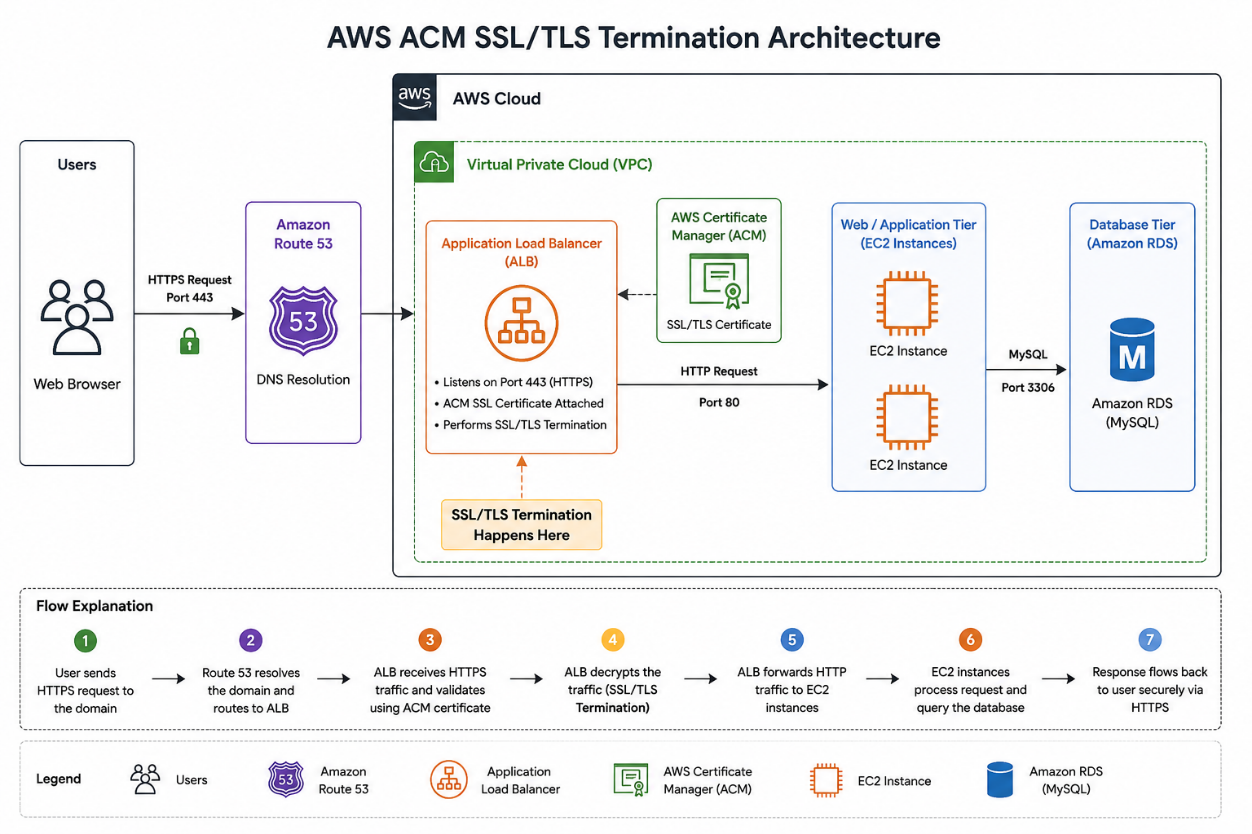 AWS ACM SSL/TLS Termination Architecture
aws
AWS Cloud
Users
Web Browser
HTTPS Request
Port 443
Amazon
Route 53
53
DNS Resolution
Virtual Private Cloud (VPC)
Application Load Balancer
(ALB)
• Listens on Port 443 (HTTPS)
• ACM SSL Certificate Attached
• Performs SSL/TLS Termination
SSL/TLS Termination
Happens Here
AWS Certificate
Manager (ACM)
SSL/TLS Certificate
HTTP Request
Port 80
Web / Application Tier
(EC2 Instances)
EC2 Instance
EC2 Instance
MySQL
Port 3306
Database Tier
(Amazon RDS)
M
Amazon RDS
(MySQL)
Flow Explanation
1
User sends
HTTPS request to
the domain
2
Route 53 resolves
the domain and
routes to ALB
3
ALB receives HTTPS
traffic and validates
using ACM certificate
4
ALB decrypts the
traffic (SSL/TLS
Termination)
5
ALB forwards HTTP
traffic to EC2
instances
6
EC2 instances
process request and
query the database
7
Response flows back
to user securely via
HTTPS
Legend
Users
53
Amazon
Route 53
Application
Load Balancer
AWS Certificate
Manager (ACM)
EC2 Instance
Amazon RDS
(MySQL)